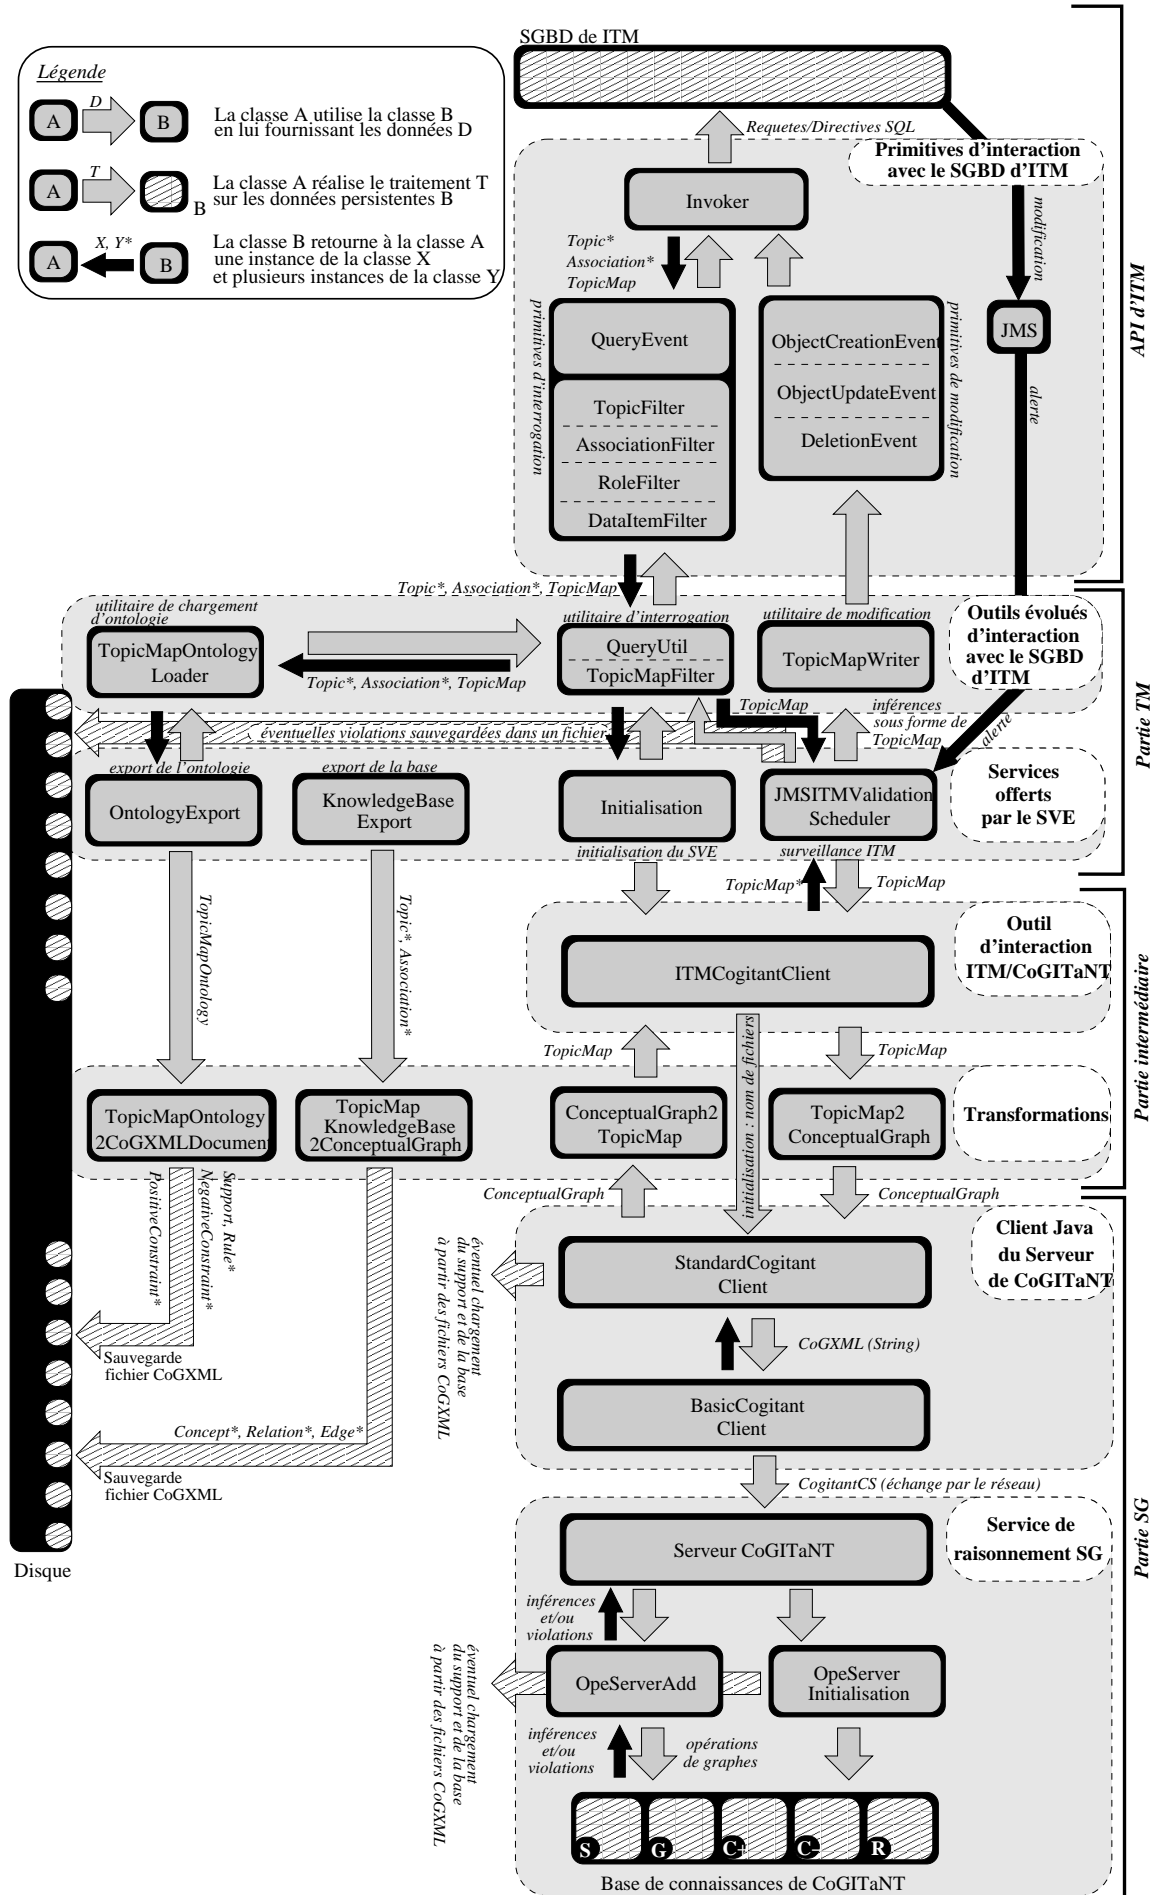 SGBD de ITM
Légende
A
D
B
La classe A utilise la classe B
en lui fournissant les données D
A
T
B
La classe A réalise le traitement T
sur les données persistentes B
A
X, Y*
B
La classe B retourne à la classe A
une instance de la classe X
et plusieurs instances de la classe Y
Requetes/Directives SQL
Primitives d'interaction
avec le SGBD d'ITM
Invoker
modification
Topic*
Association*
TopicMap
primitives d'interrogation
QueryEvent
TopicFilter
AssociationFilter
RoleFilter
DataItemFilter
ObjectCreationEvent
ObjectUpdateEvent
DeletionEvent
primitives de modification
JMS
alerte
API d'ITM
Topic*, Association*, TopicMap
utilitaire de chargement
d'ontologie
utilitaire d'interrogation
utilitaire de modification
Outils évolués
d'interaction
avec le SGBD
d'ITM
TopicMapOntology
Loader
QueryUtil
TopicMapFilter
TopicMapWriter
Topic*, Association*, TopicMap
TopicMap
inférences
sous forme de
TopicMap
alerte
éventuelles violations sauvegardées dans un fichier
Partie TM
export de l'ontologie
export de la base
OntologyExport
KnowledgeBase
Export
Initialisation
JMSITMValidation
Scheduler
Services
offerts
par le SVE
initialisation du SVE
surveillance ITM
TopicMap*
TopicMap
TopicMapOntology
Topic*, Association*
Outil
d'interaction
ITM/CoGITaNT
ITMCogitantClient
Partie intermédiaire
TopicMap
initialisation : nom de fichiers
TopicMap
TopicMapOntology
2CoGXMLDocument
TopicMap
KnowledgeBase
2ConceptualGraph
ConceptualGraph2
TopicMap
TopicMap2
ConceptualGraph
Transformations
Support, Rule*
NegativeConstraint*
PositiveConstraint*
ConceptualGraph
ConceptualGraph
Client Java
du Serveur
de CoGITaNT
éventuel chargement
du support et de la base
à partir des fichiers CoGXML
StandardCogitant
Client
CoGXML (String)
Sauvegarde
fichier CoGXML
BasicCogitant
Client
Concept*, Relation*, Edge*
Sauvegarde
fichier CoGXML
CogitantCS (échange par le réseau)
Service de
raisonnement SG
Serveur CoGITaNT
Partie SG
Disque
inférences
et/ou
violations
éventuel chargement
du support et de la base
à partir des fichiers CoGXML
OpeServerAdd
OpeServer
Initialisation
inférences
et/ou
violations
opérations
de graphes
S
G
C+
C-
R
Base de connaissances de CoGITaNT